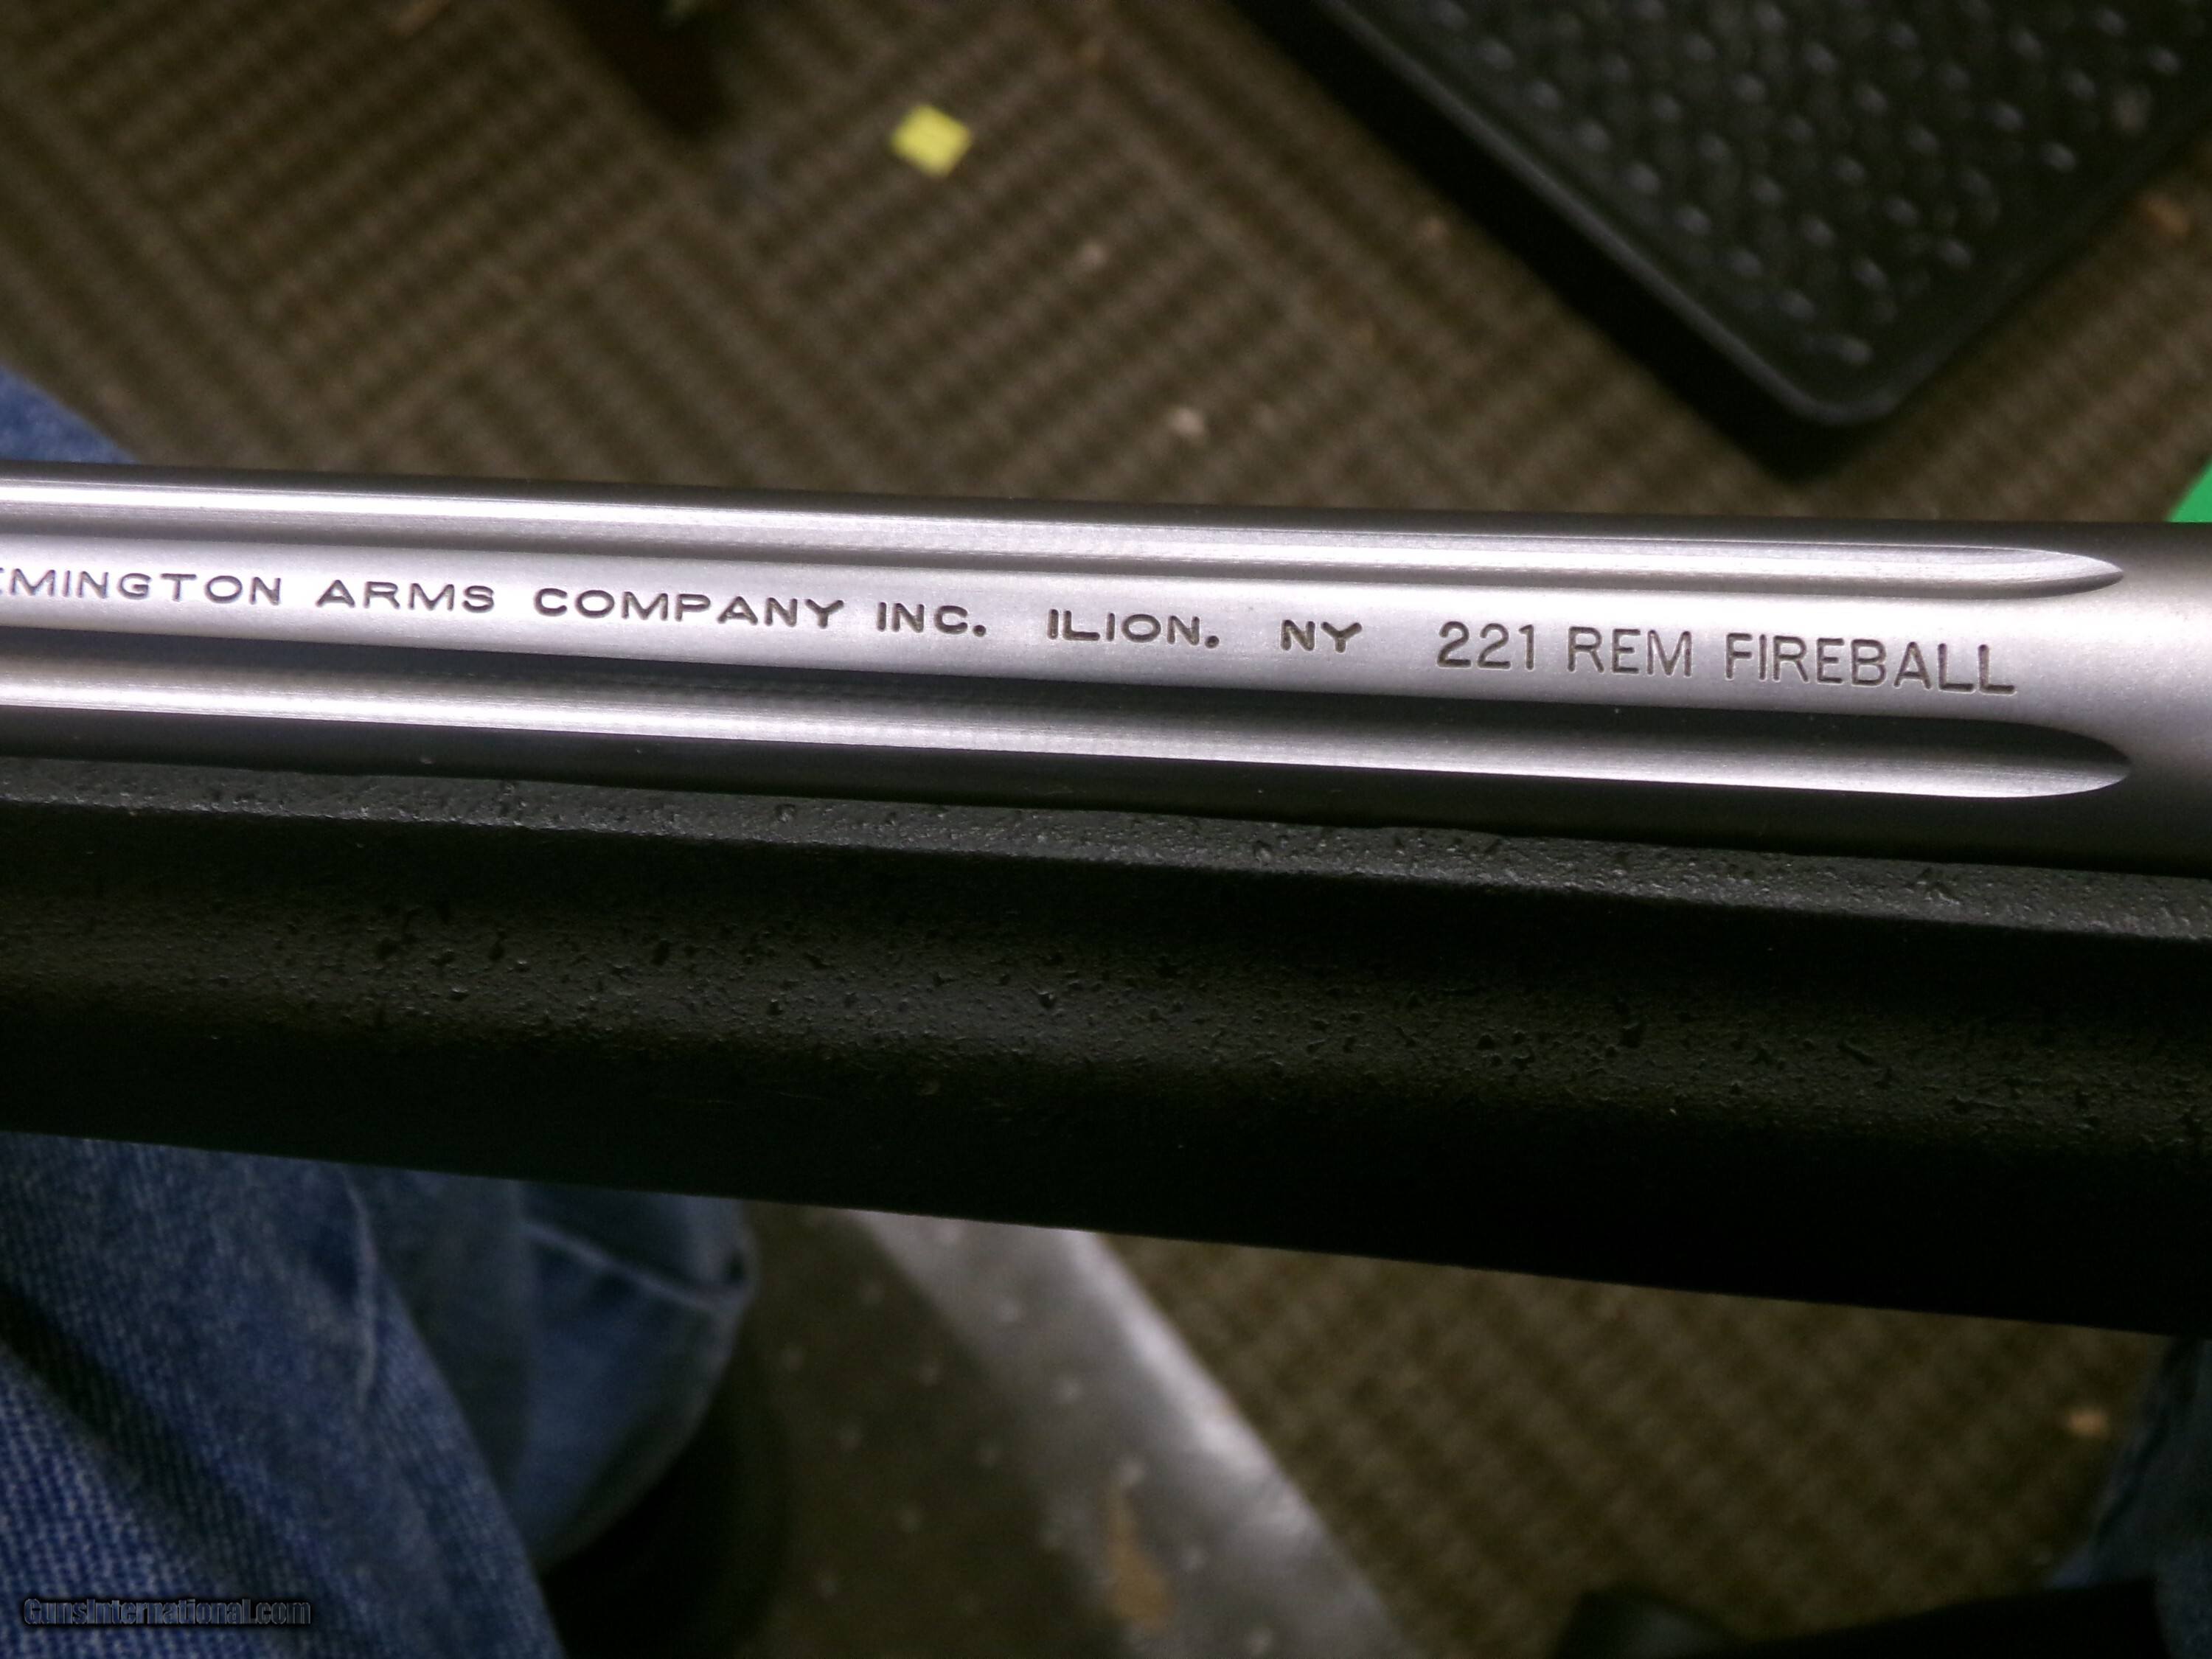 EMINGTON ARMS COMPANY INC. ILION. NY 221 REM FIREBALL
GunsInternational.com